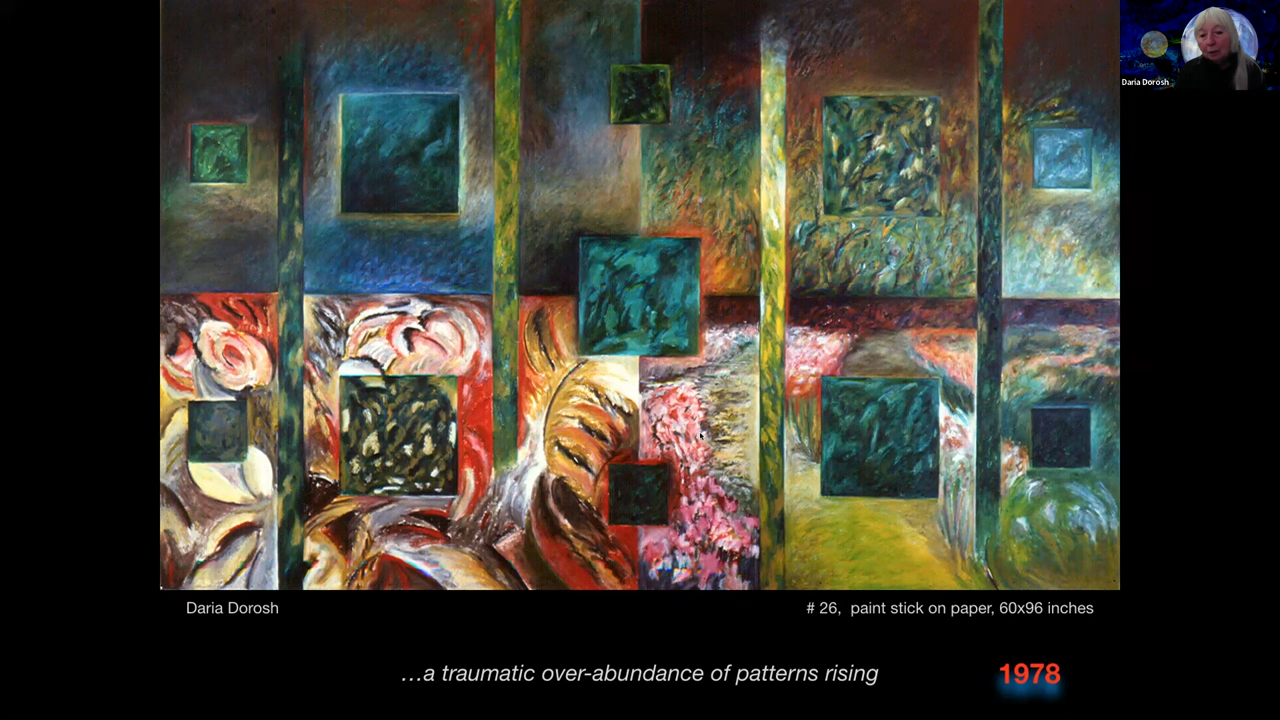 Daria Dorosh
Daria Dorosh
# 26, paint stick on paper, 60x96 inches
…a traumatic over-abundance of patterns rising
1978